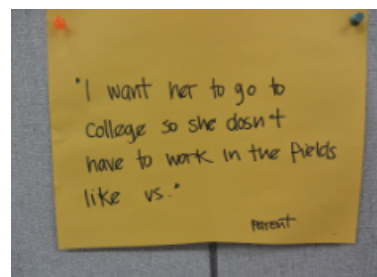 "I want her to go to
College so she dosn't
have to work in the fields
like us."
Parent